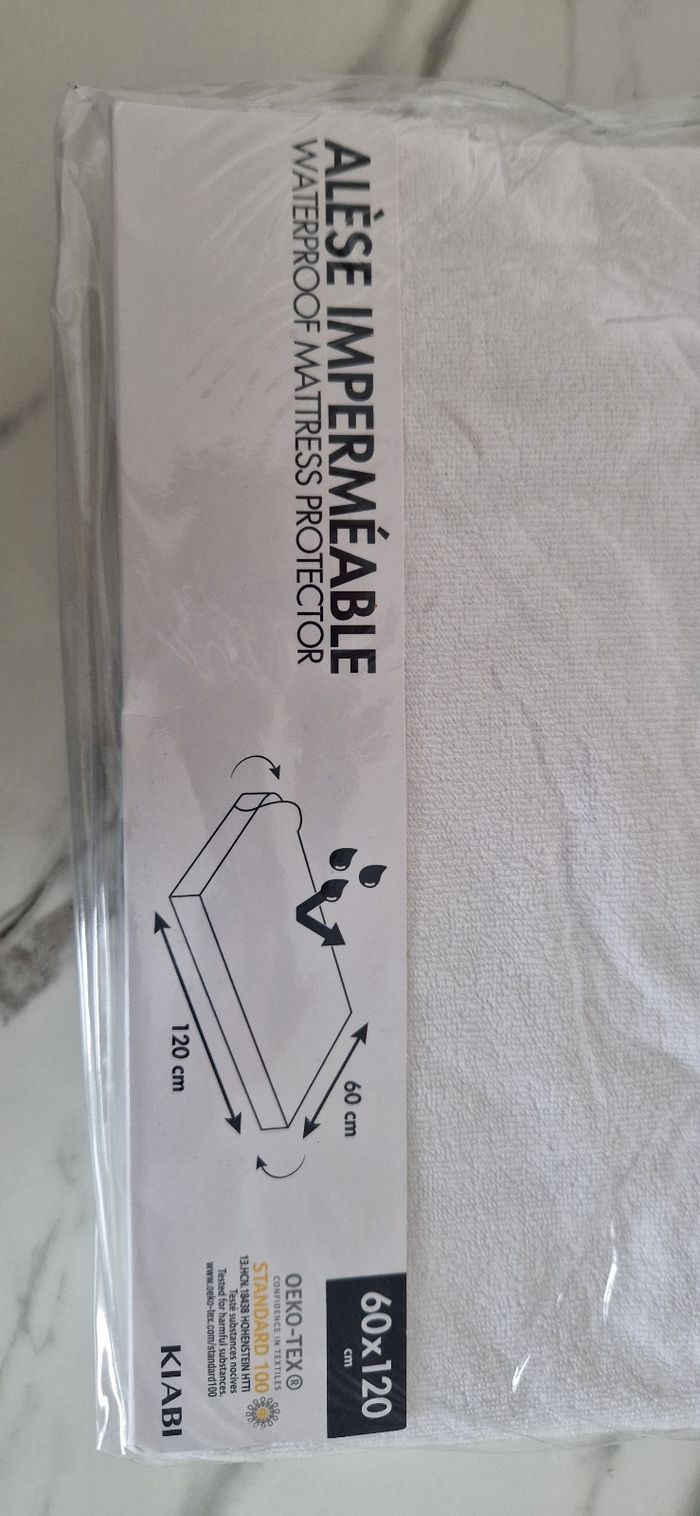 ALÈSE IMPERMÉABLE
WATERPROOF MATTRESS PROTECTOR
60 cm
120 cm
60x120
cm
OEKO-TEX®
CONFIDENCE IN TEXTILES
STANDARD 100
13.HCN.18438 HOHENSTEIN HTTI
Testé substances nocives
Tested for harmful substances.
www.oeko-tex.com/standard100
KIABI